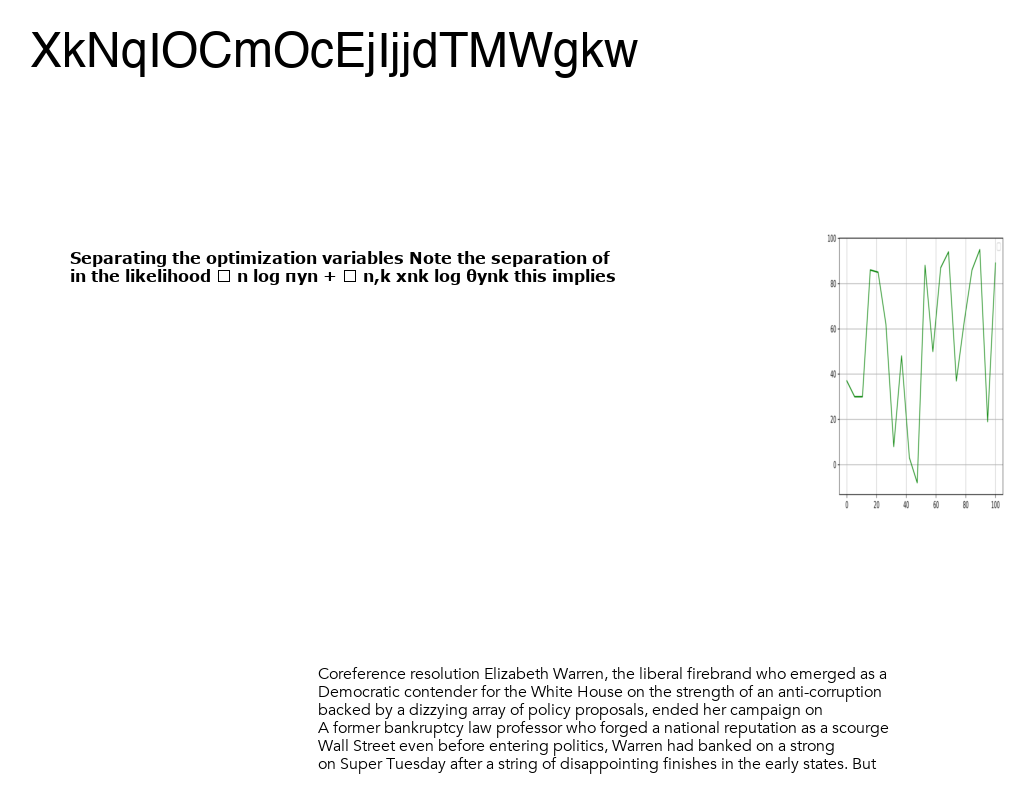 XkNqIOCmOcEjIjjdTMWgkw
Separating the optimization variables Note the separation of
in the likelihood □ n log πyn + □ n,k xnk log θynk this implies
100
80
60
40
20
0
0 20 40 60 80 100
Coreference resolution Elizabeth Warren, the liberal firebrand who emerged as a
Democratic contender for the White House on the strength of an anti-corruption
backed by a dizzying array of policy proposals, ended her campaign on
A former bankruptcy law professor who forged a national reputation as a scourge
Wall Street even before entering politics, Warren had banked on a strong
on Super Tuesday after a string of disappointing finishes in the early states. But